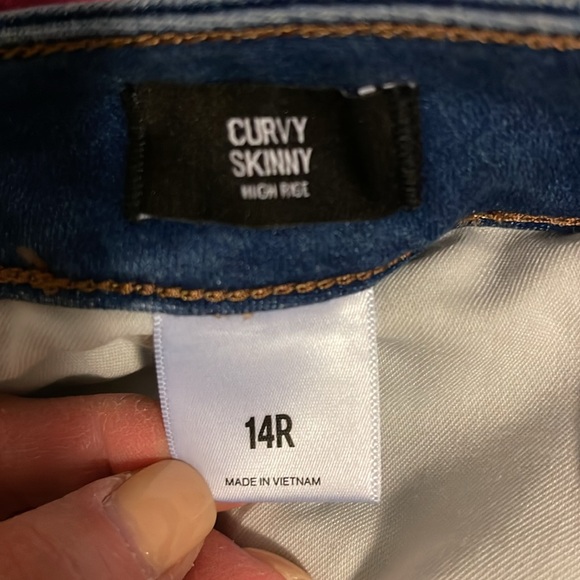 CURVY
SKINNY
HIGH RISE
14R
MADE IN VIETNAM